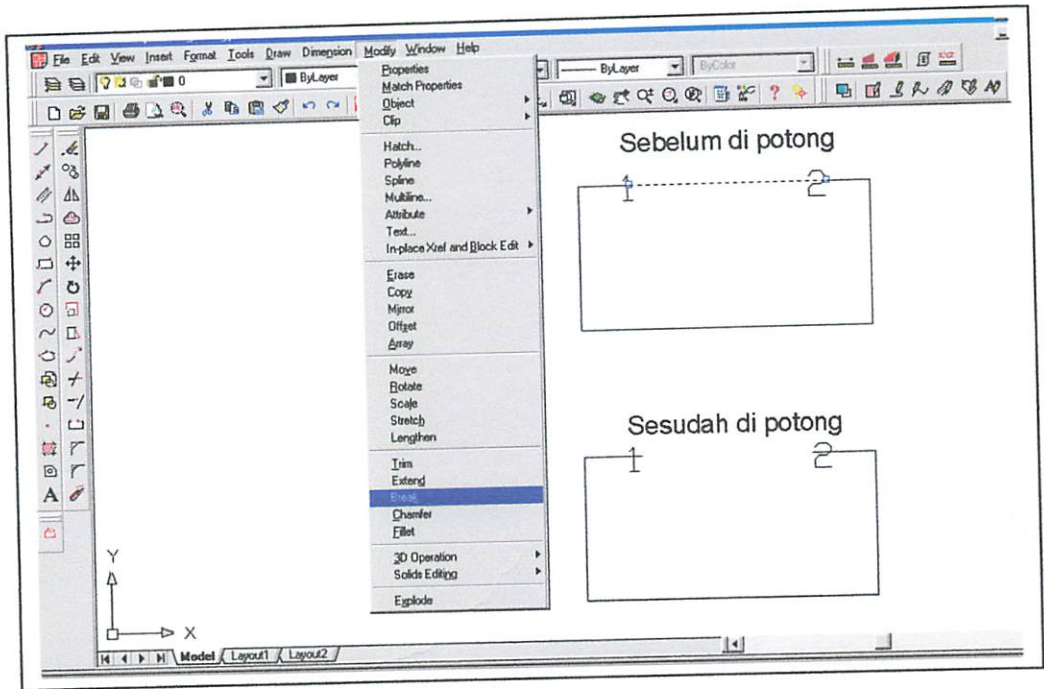 File Edit View Insert Format Tools Draw Dimension Modify Window Help
0 ByLayer ByLayer ByColor
Properties
Match Properties
Object
Clip
Hatch...
Polyline
Spline
Multiline...
Attribute
Text...
In-place Xref and Block Edit
Erase
Copy
Mirror
Offset
Array
Move
Rotate
Scale
Stretch
Lengthen
Trim
Extend
Break
Chamfer
Fillet
3D Operation
Solids Editing
Explode
Sebelum di potong
1 2
Sesudah di potong
1 2
A
Y
X
Model Layout1 Layout2